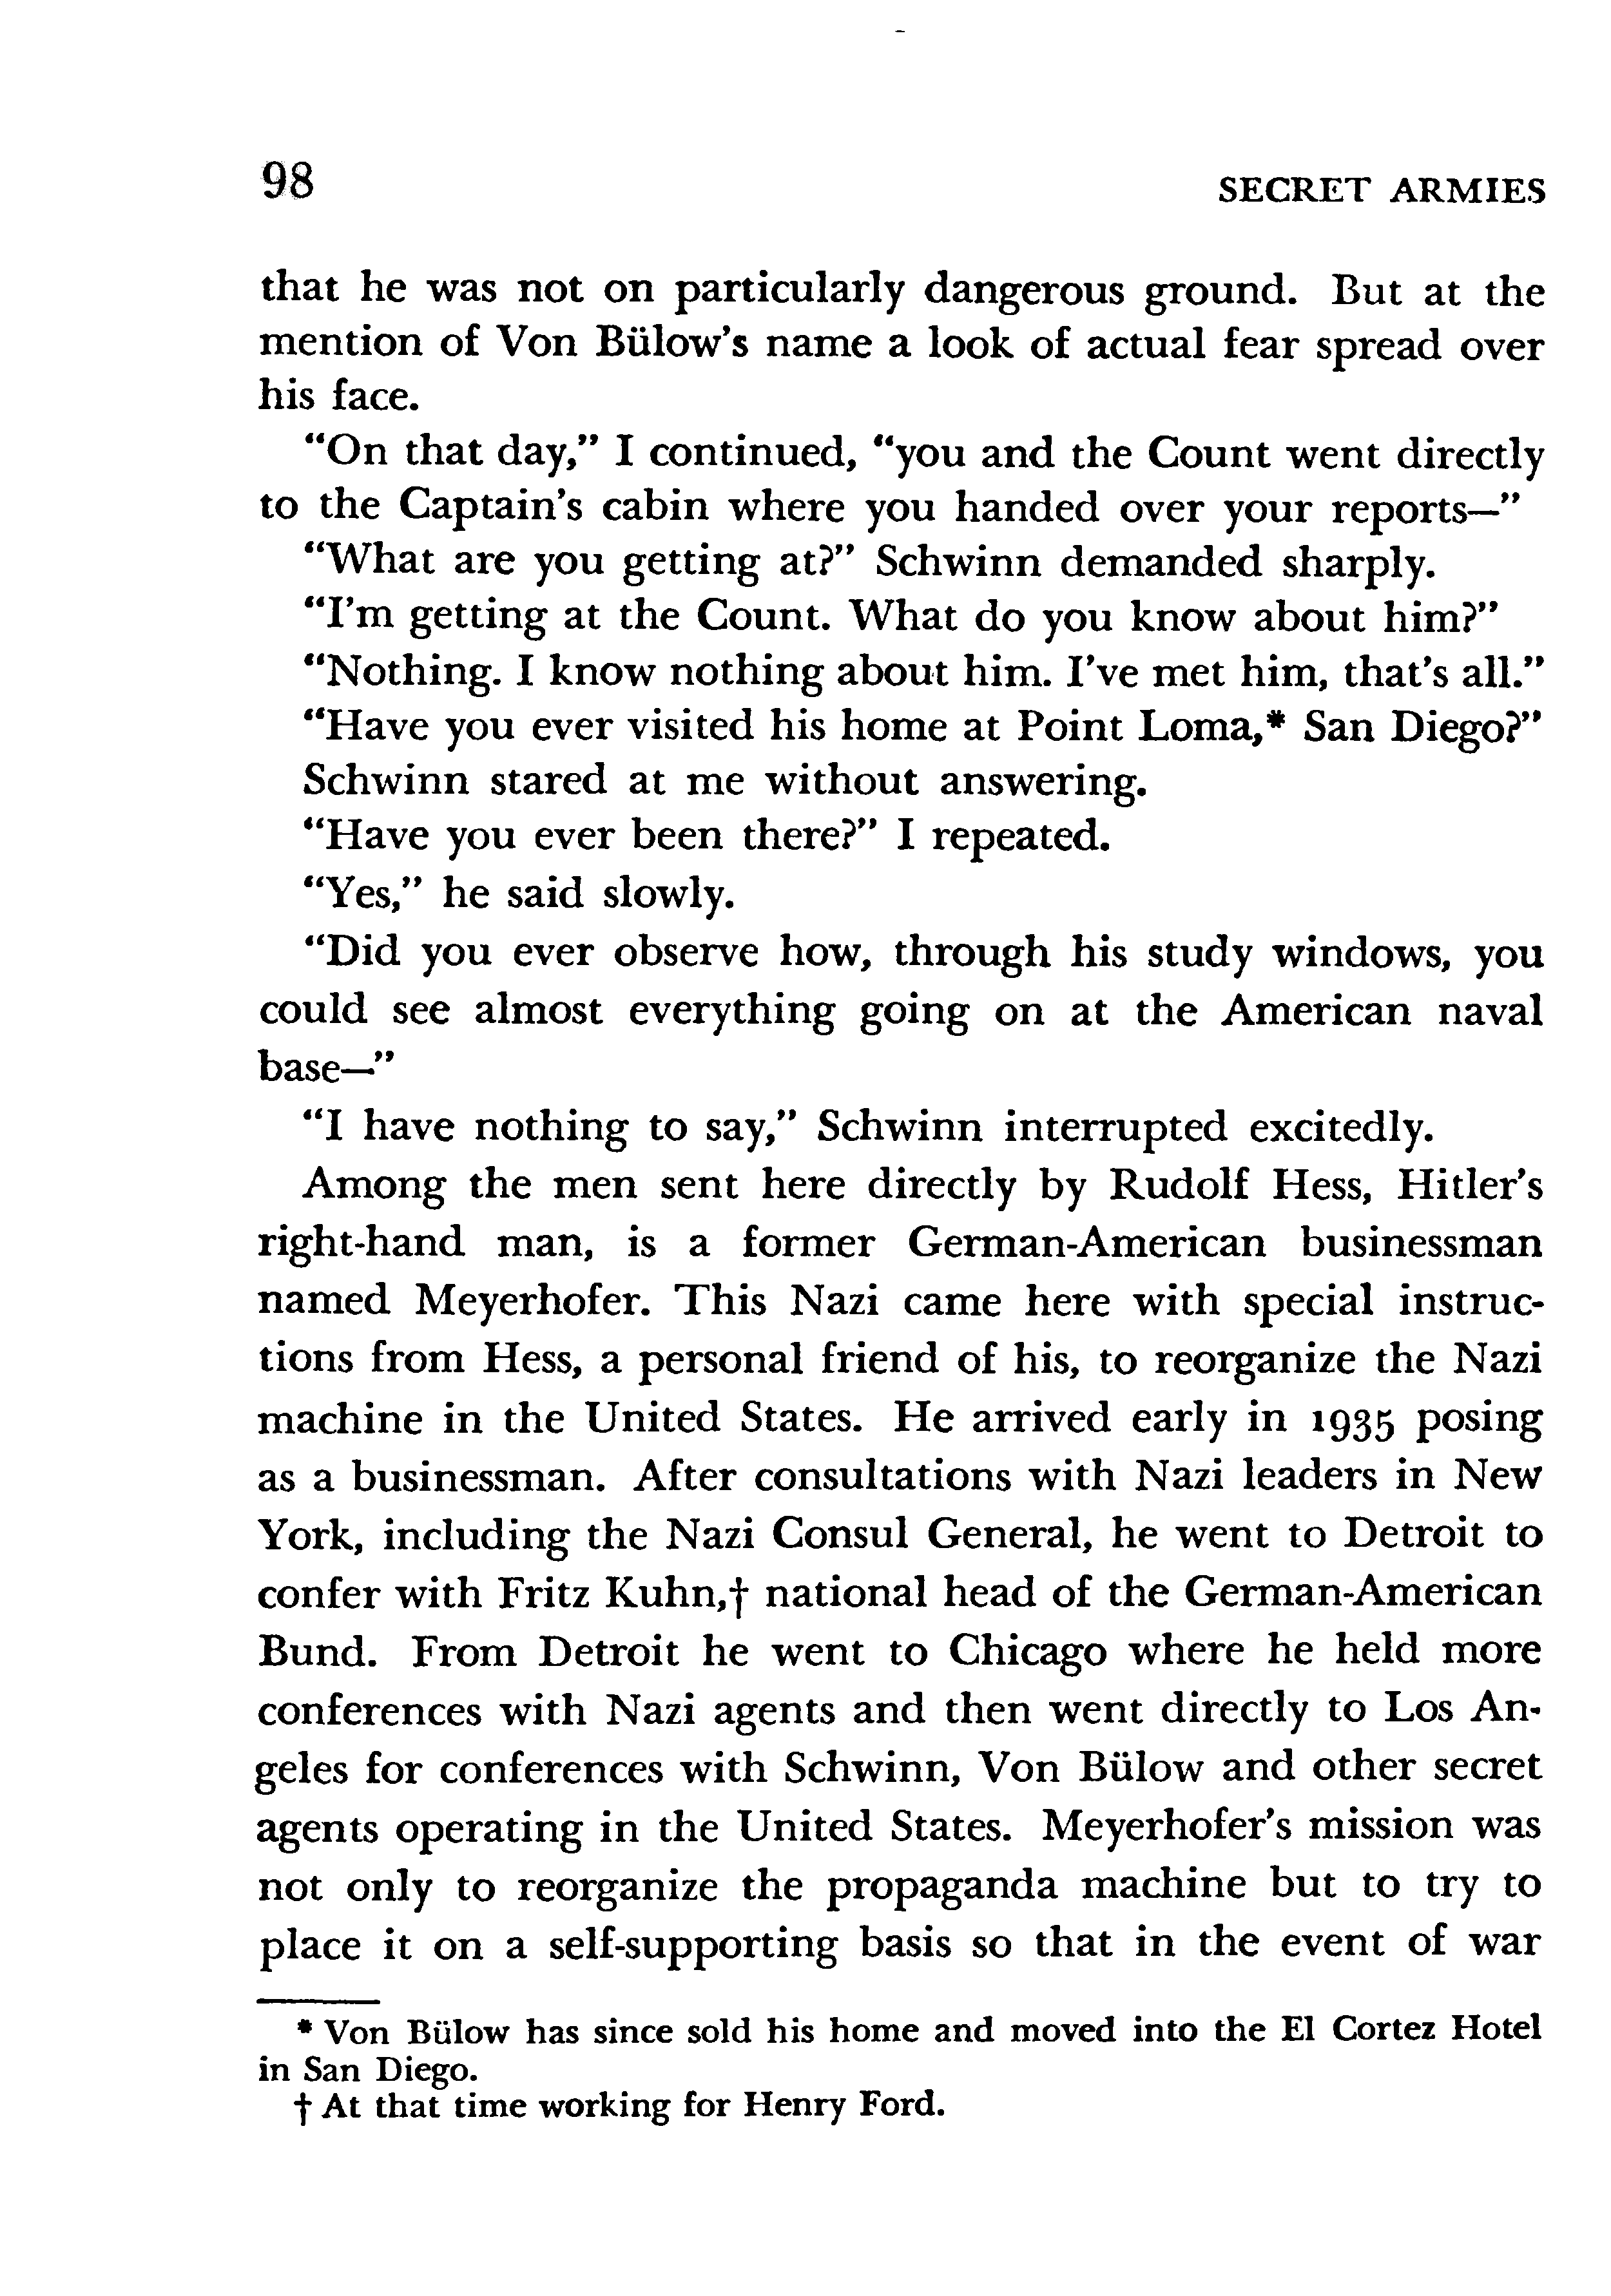 98
SECRET ARMIES
that he was not on particularly dangerous ground. But at the
mention of Von Bülow's name a look of actual fear spread over
his face.
"On that day," I continued, "you and the Count went directly
to the Captain's cabin where you handed over your reports—"
"What are you getting at?" Schwinn demanded sharply.
"I'm getting at the Count. What do you know about him?"
"Nothing. I know nothing about him. I've met him, that's all."
"Have you ever visited his home at Point Loma,* San Diego?"
Schwinn stared at me without answering.
"Have you ever been there?" I repeated.
"Yes," he said slowly.
"Did you ever observe how, through his study windows, you
could see almost everything going on at the American naval
base—"
"I have nothing to say," Schwinn interrupted excitedly.
Among the men sent here directly by Rudolf Hess, Hitler's
right-hand man, is a former German-American businessman
named Meyerhofer. This Nazi came here with special instruc-
tions from Hess, a personal friend of his, to reorganize the Nazi
machine in the United States. He arrived early in 1935 posing
as a businessman. After consultations with Nazi leaders in New
York, including the Nazi Consul General, he went to Detroit to
confer with Fritz Kuhn,† national head of the German-American
Bund. From Detroit he went to Chicago where he held more
conferences with Nazi agents and then went directly to Los An-
geles for conferences with Schwinn, Von Bülow and other secret
agents operating in the United States. Meyerhofer's mission was
not only to reorganize the propaganda machine but to try to
place it on a self-supporting basis so that in the event of war
* Von Bülow has since sold his home and moved into the El Cortez Hotel
in San Diego.
† At that time working for Henry Ford.